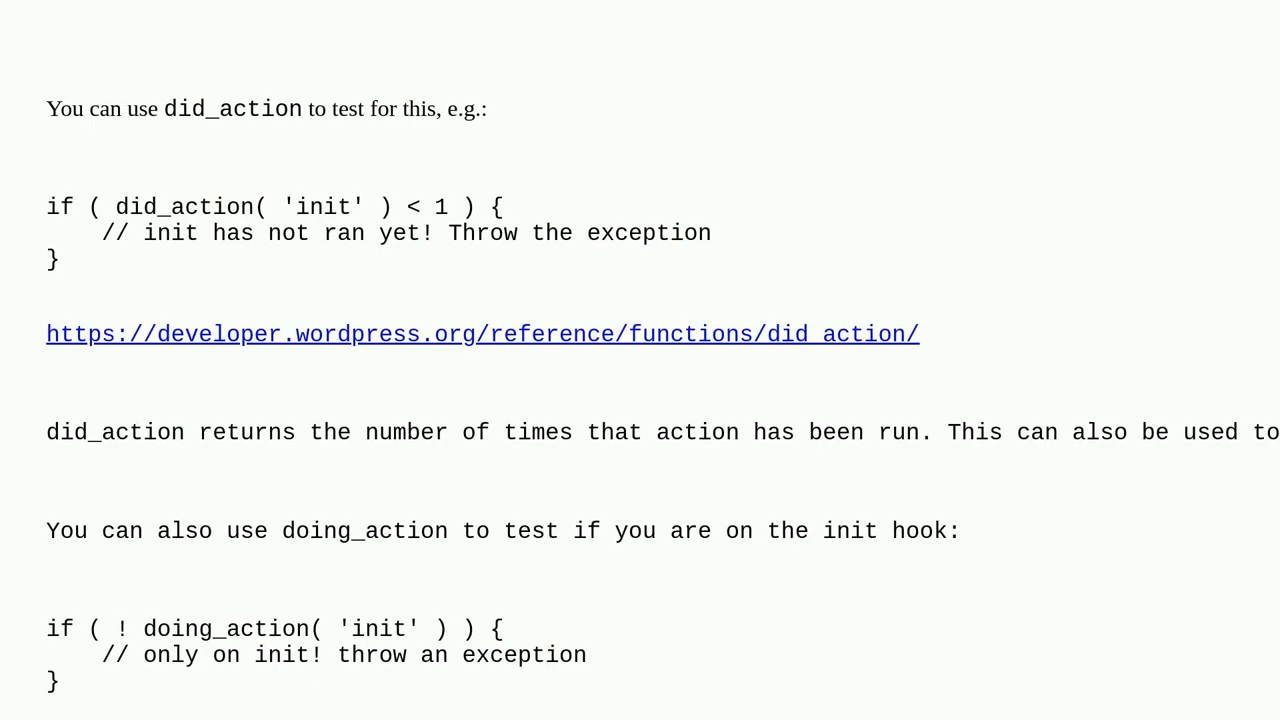 You can use did_action to test for this, e.g.:
if ( did_action( 'init' ) < 1 ) {
    // init has not ran yet! Throw the exception
}
https://developer.wordpress.org/reference/functions/did_action/
did_action returns the number of times that action has been run. This can also be used to
You can also use doing_action to test if you are on the init hook:
if ( ! doing_action( 'init' ) ) {
    // only on init! throw an exception
}